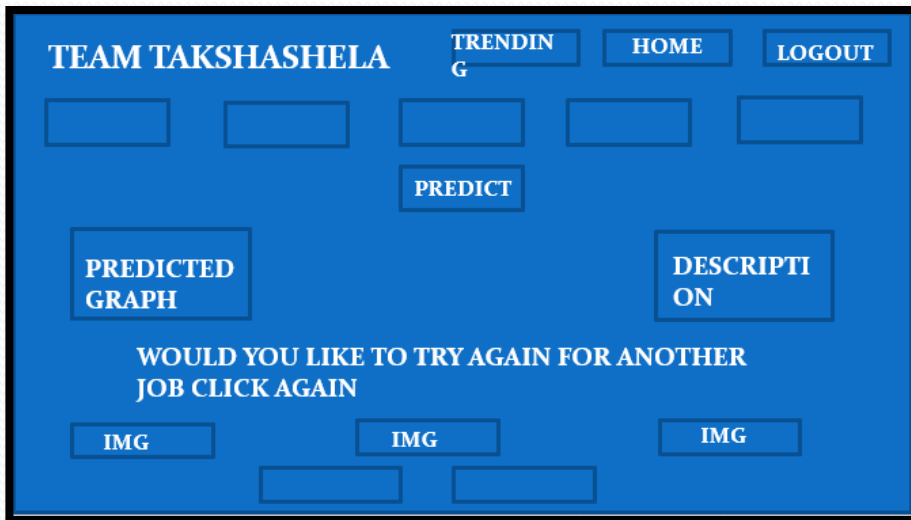 TEAM TAKSHASHELA
TRENDIN
G
HOME
LOGOUT
PREDICT
PREDICTED
GRAPH
DESCRIPTI
ON
WOULD YOU LIKE TO TRY AGAIN FOR ANOTHER
JOB CLICK AGAIN
IMG
IMG
IMG